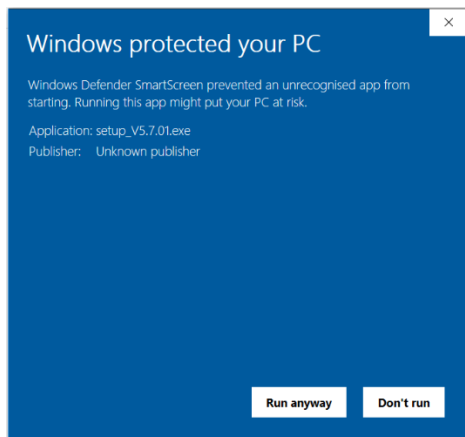 Windows protected your PC
Windows Defender SmartScreen prevented an unrecognised app from
starting. Running this app might put your PC at risk.
Application: setup_V5.7.01.exe
Publisher: Unknown publisher
Run anyway Don't run